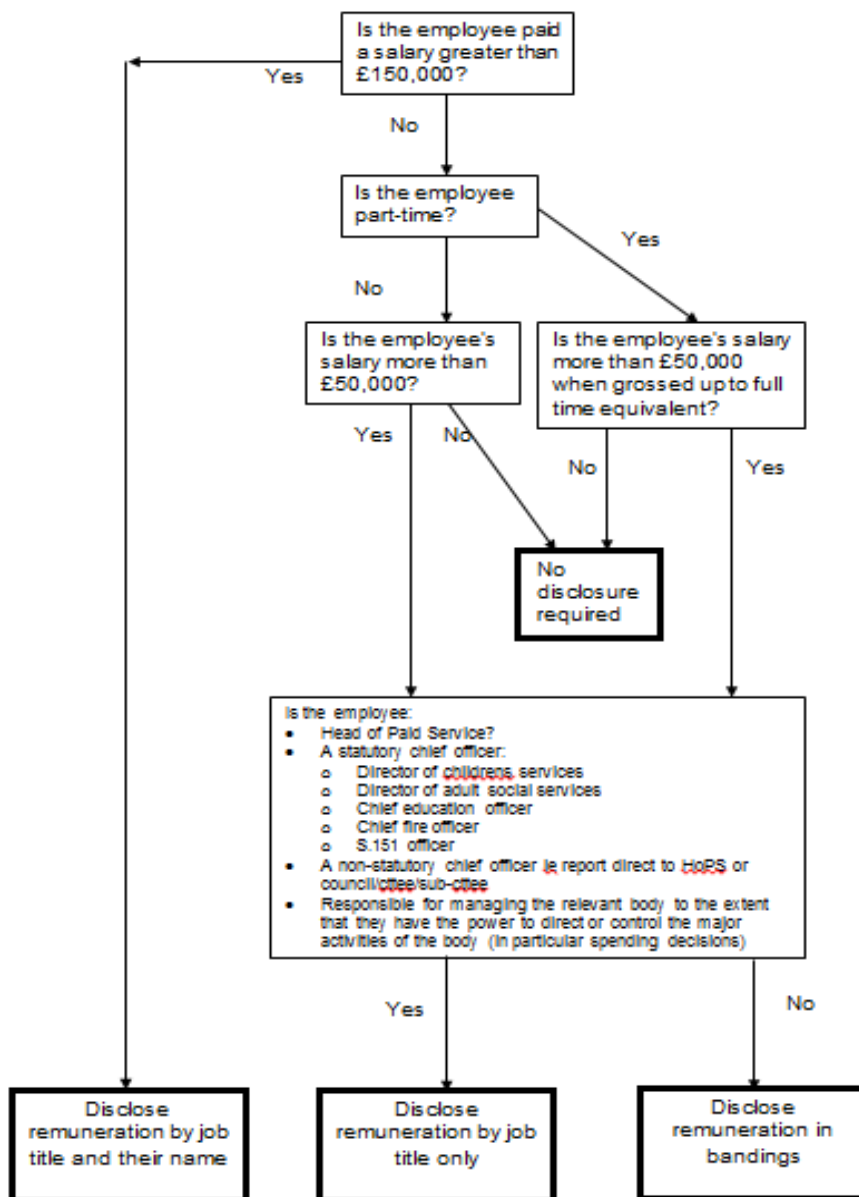 Is the employee paid
a salary greater than
£150,000?
Yes
No
Is the employee
part-time?
Yes
No
Is the employee's
salary more than
£50,000?
Is the employee's salary
more than £50,000
when grossed up to full
time equivalent?
Yes
No
No
Yes
No
disclosure
required
Is the employee:
• Head of Paid Service?
• A statutory chief officer:
o Director of childrens services
o Director of adult social services
o Chief education officer
o Chief fire officer
o S.151 officer
• A non-statutory chief officer ie report direct to HoPS or
council/cttee/sub-cttee
• Responsible for managing the relevant body to the extent
that they have the power to direct or control the major
activities of the body (in particular spending decisions)
Yes
No
Disclose
remuneration by job
title and their name
Disclose
remuneration by job
title only
Disclose
remuneration in
bandings